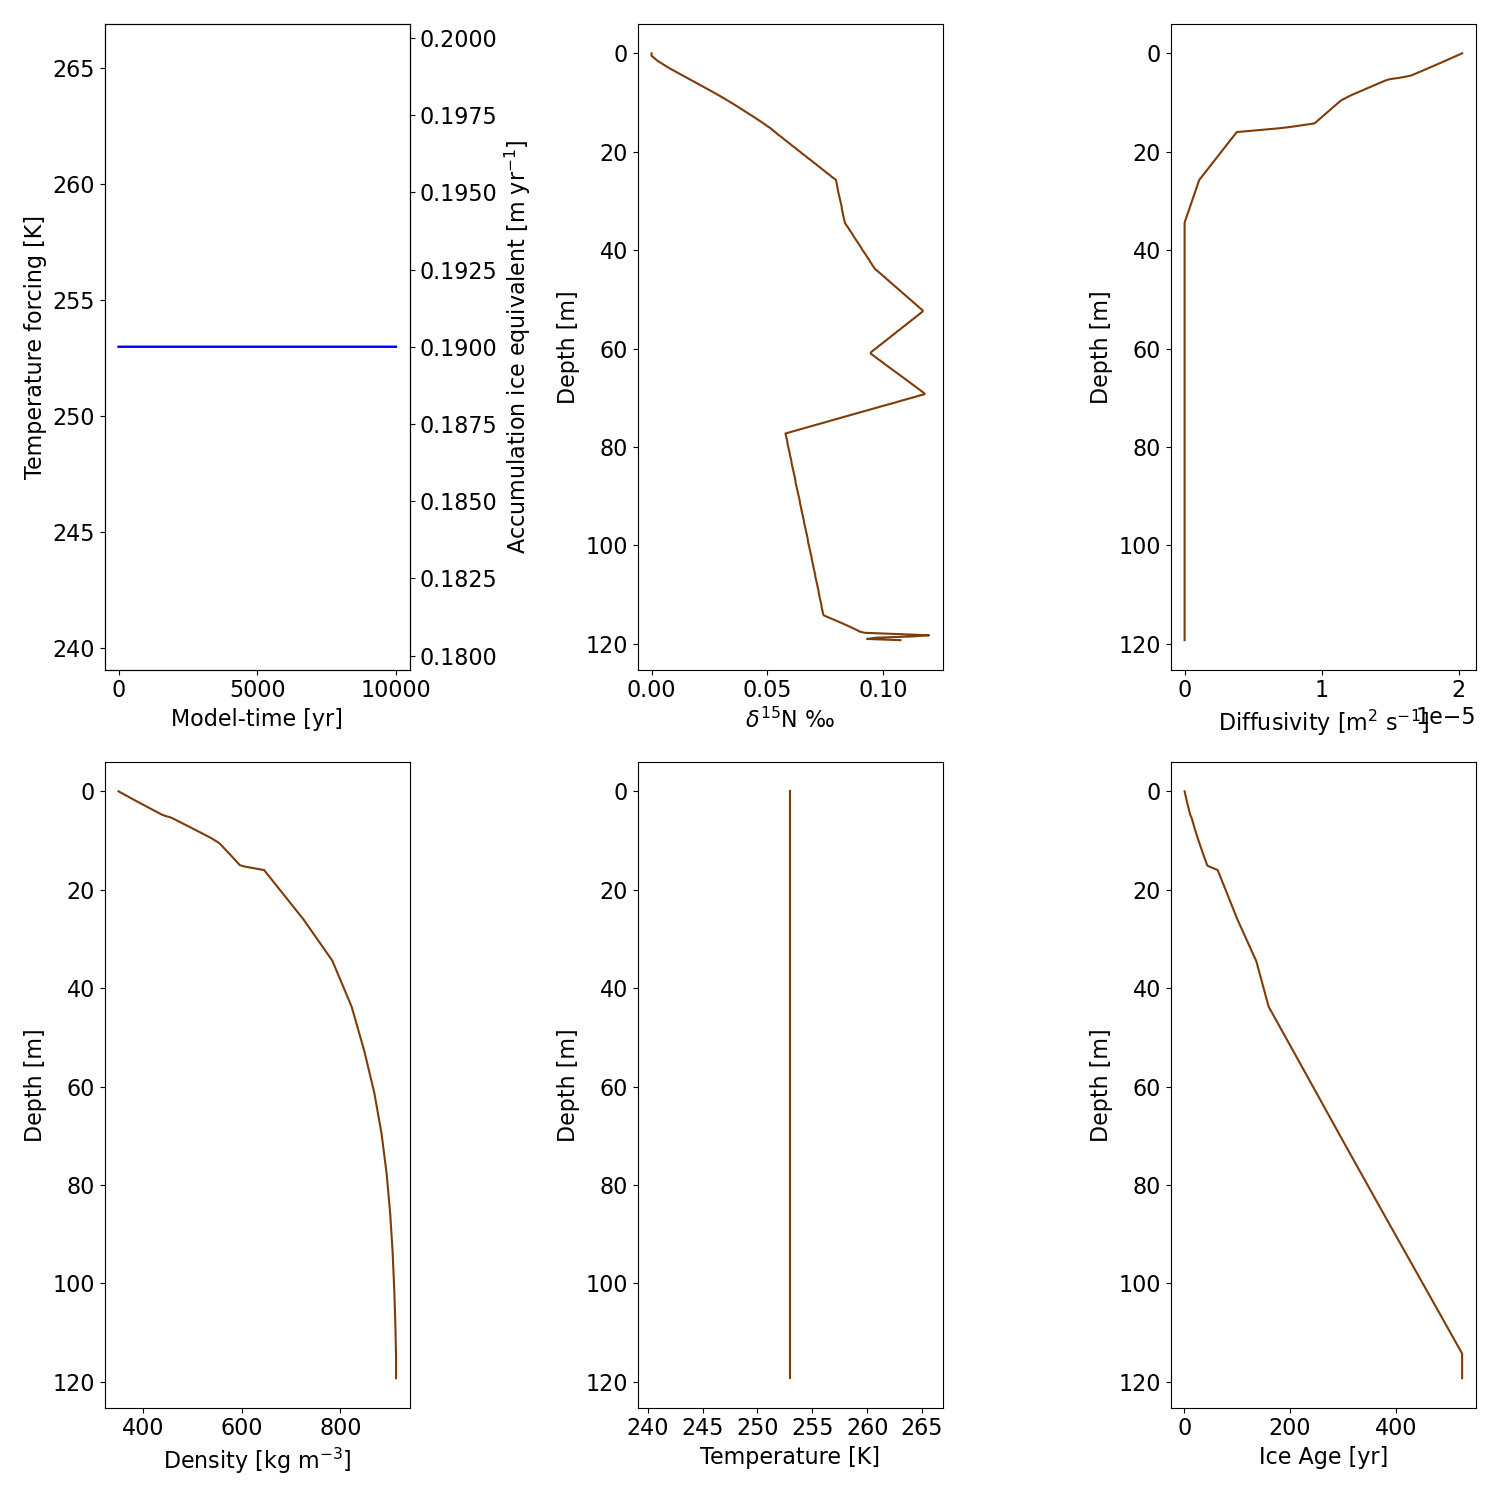 265
260
255
250
245
240
Temperature forcing [K]
0.2000
0.1975
0.1950
0.1925
0.1900
0.1875
0.1850
0.1825
0.1800
Accumulation ice equivalent [m yr⁻¹]
0 5000 10000
Model-time [yr]
0
20
40
60
80
100
120
Depth [m]
0.00 0.05 0.10
δ¹⁵N ‰
0
20
40
60
80
100
120
Depth [m]
0 1 2
Diffusivity [m² s⁻¹]
1e−5
0
20
40
60
80
100
120
Depth [m]
400 600 800
Density [kg m⁻³]
0
20
40
60
80
100
120
Depth [m]
240 245 250 255 260 265
Temperature [K]
0
20
40
60
80
100
120
Depth [m]
0 200 400
Ice Age [yr]